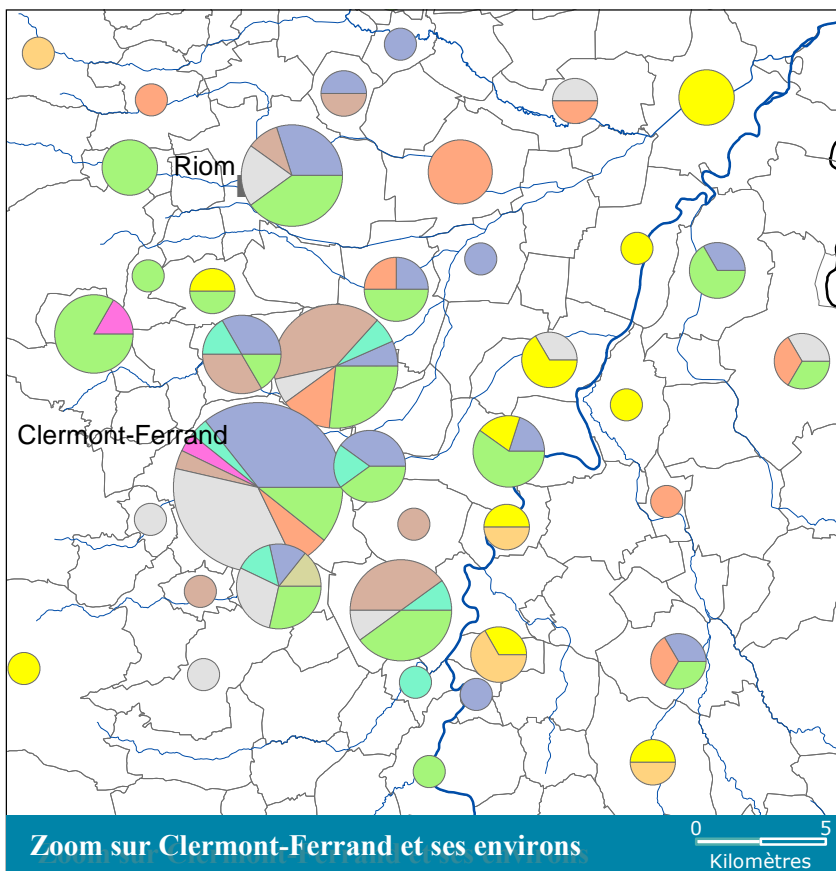 Riom
Clermont-Ferrand
Zoom sur Clermont-Ferrand et ses environs
0 5
Kilomètres